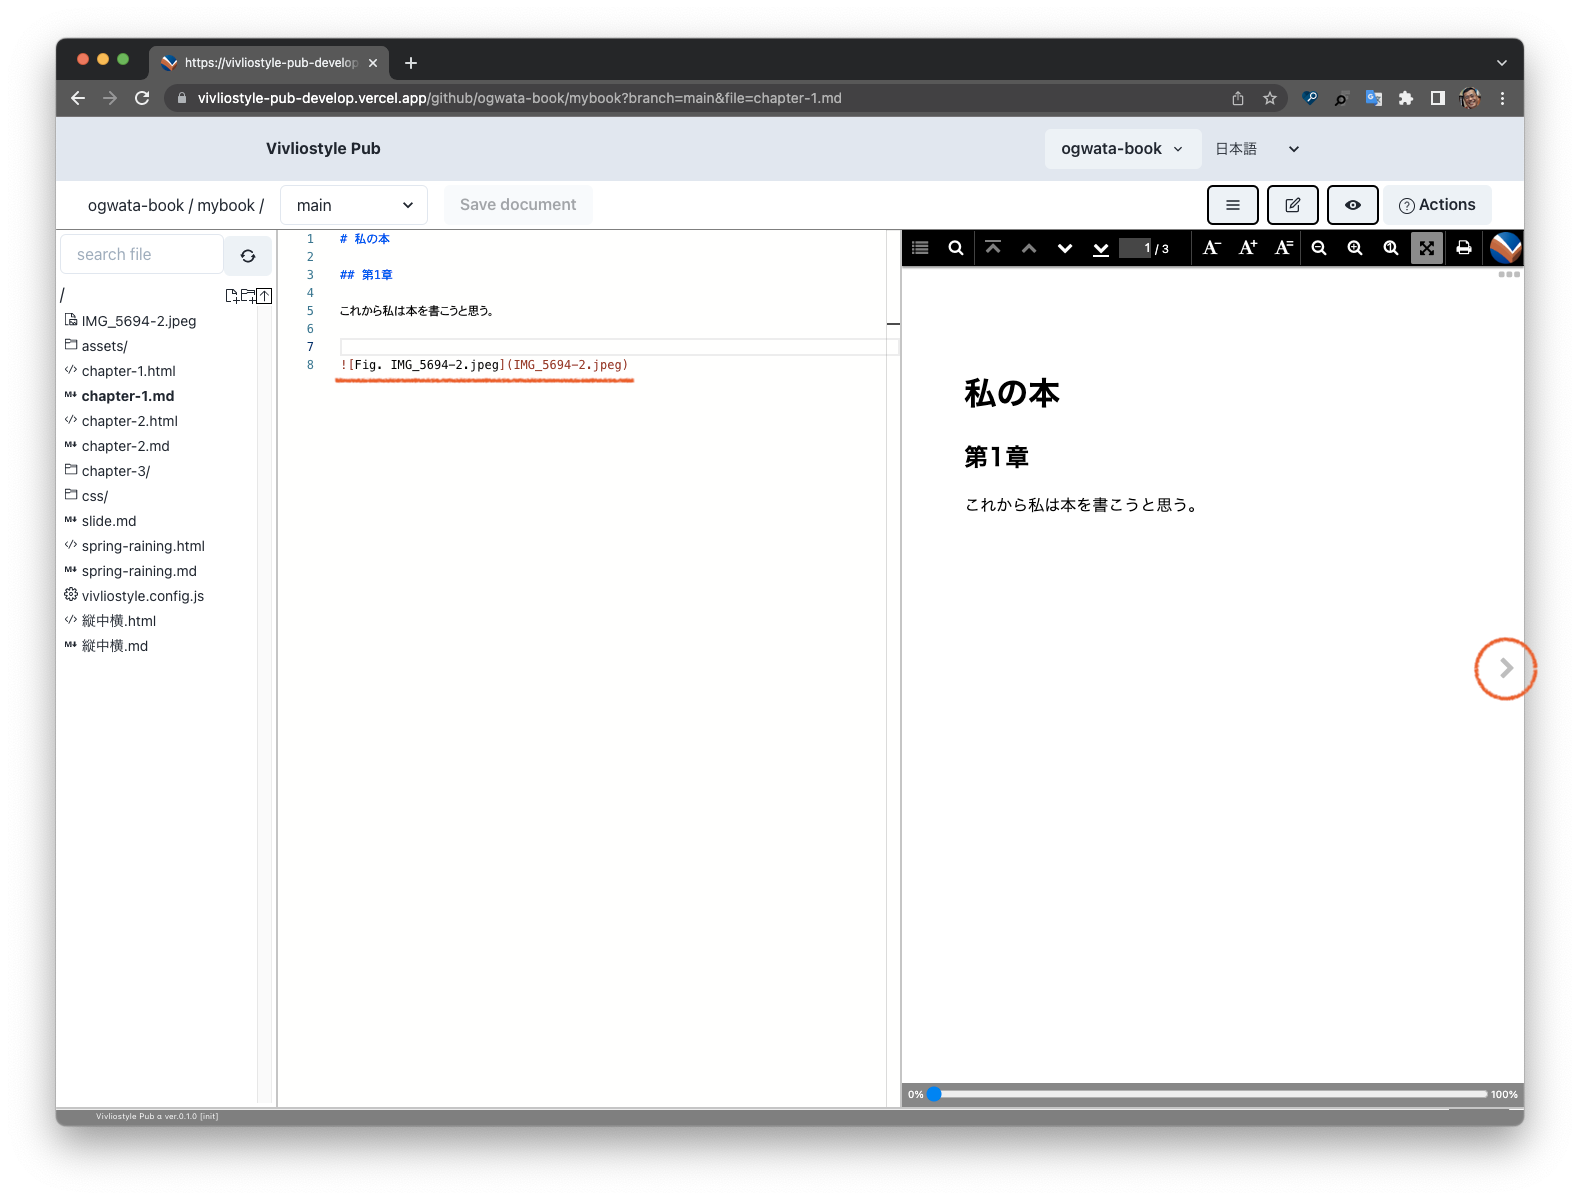 https://vivliostyle-pub-develop
vivliostyle-pub-develop.vercel.app/github/ogwata-book/mybook?branch=main&file=chapter-1.md
Vivliostyle Pub
ogwata-book
日本語
ogwata-book / mybook /
main
Save document
Actions
search file
/
IMG_5694-2.jpeg
assets/
chapter-1.html
chapter-1.md
chapter-2.html
chapter-2.md
chapter-3/
css/
slide.md
spring-raining.html
spring-raining.md
vivliostyle.config.js
縦中横.html
縦中横.md
1 # 私の本
2
3 ## 第1章
4
5 これから私は本を書こうと思う。
6
7
8 ![Fig. IMG_5694-2.jpeg](IMG_5694-2.jpeg)
1 / 3
A- A+ A=
私の本
第1章
これから私は本を書こうと思う。
0% 100%
Vivliostyle Pub α ver.0.1.0 [init]